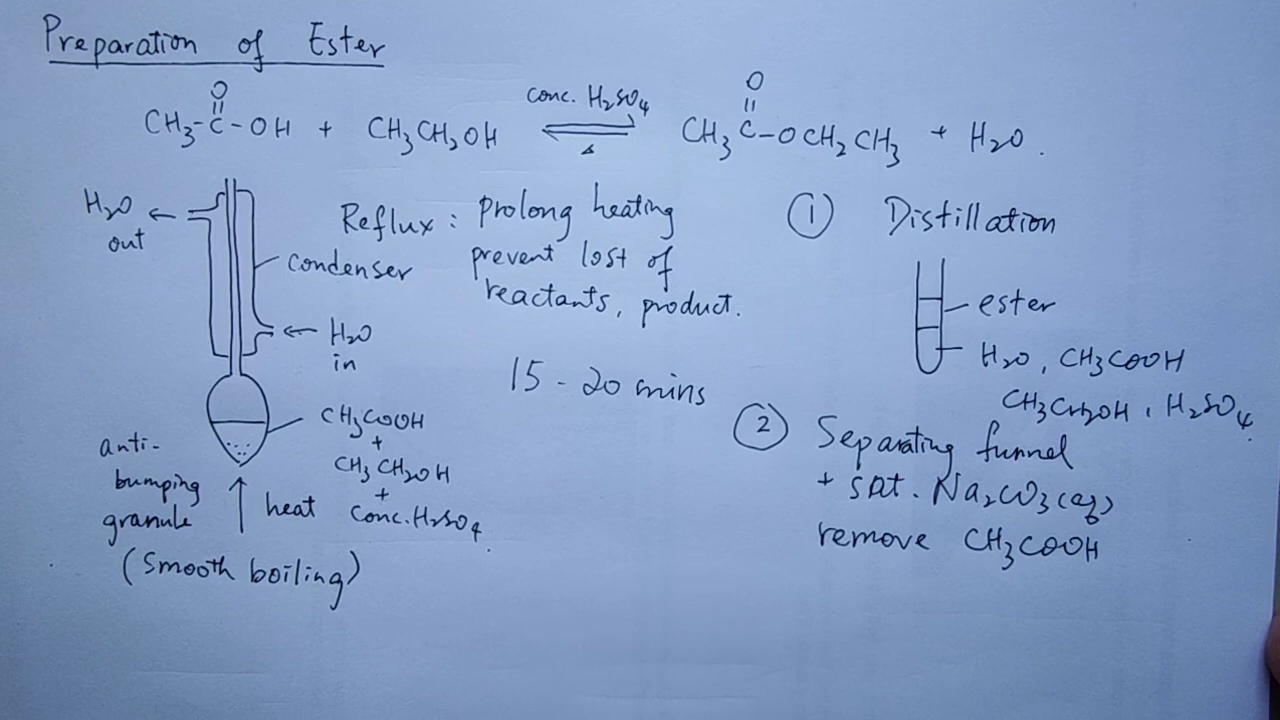 Preparation of Ester
O
||
CH3-C-OH + CH3CH2OH ⇌ CH3C-OCH2CH3 + H2O.
conc. H2SO4
Δ
O
||
H2O ←
out
condenser
← H2O
in
CH3COOH
+
CH3CH2OH
+
Conc. H2SO4.
anti-
bumping
granule
(Smooth boiling)
↑ heat
Reflux : Prolong heating
prevent lost of
reactants, product.
15 - 20 mins
① Distillation
ester
H2O, CH3COOH
CH3CH2OH, H2SO4.
② Separating funnel
+ sat. Na2CO3(aq)
remove CH3COOH